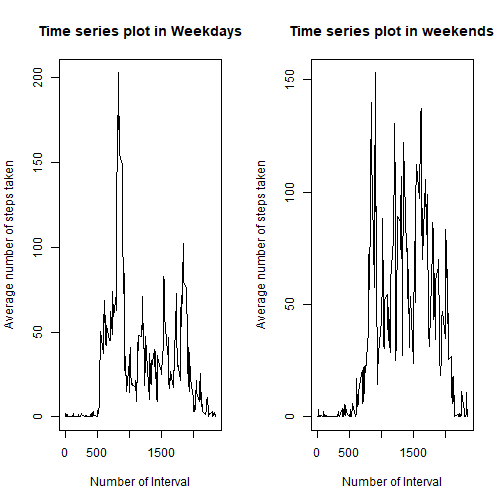 Time series plot in Weekdays
Average number of steps taken
0 50 100 150 200
0 500 1500
Number of Interval
Time series plot in weekends
Average number of steps taken
0 50 100 150
0 500 1500
Number of Interval